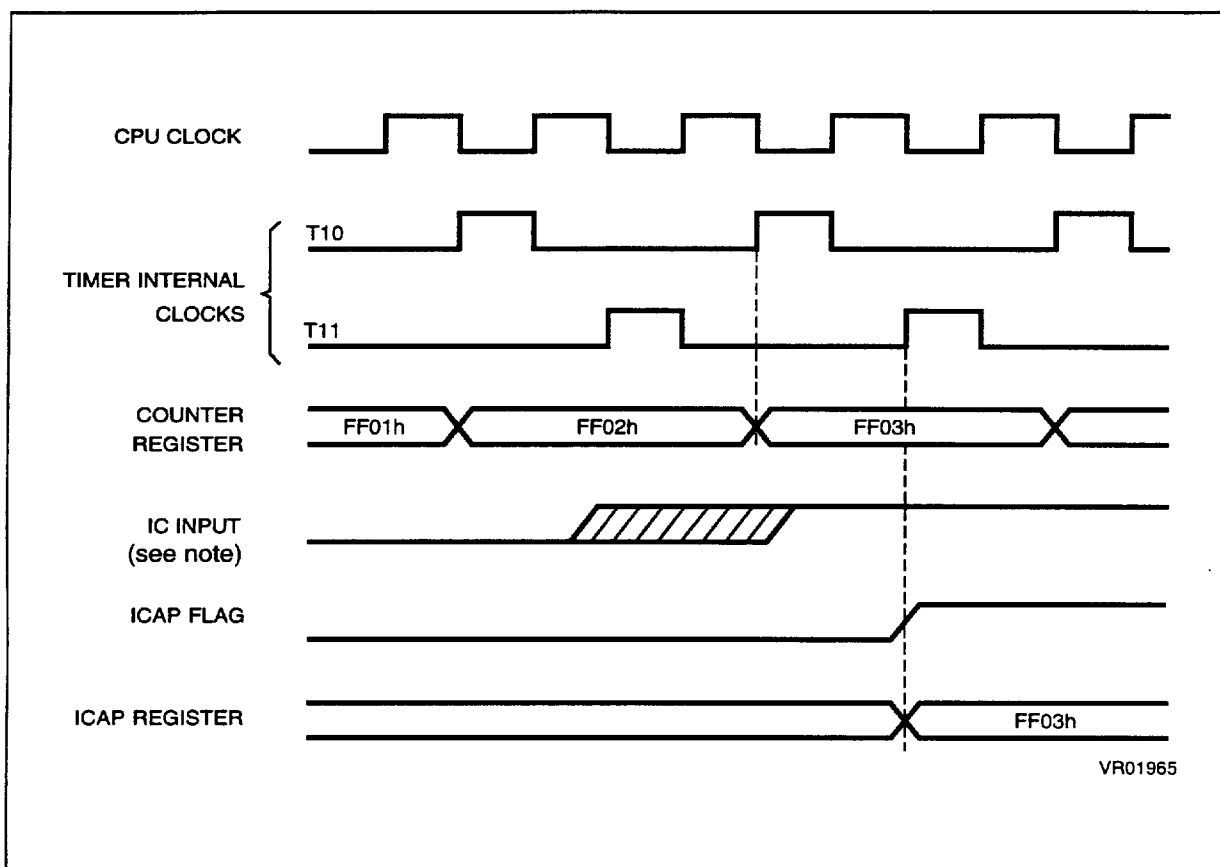 CPU CLOCK
T10
TIMER INTERNAL
CLOCKS
T11
COUNTER
REGISTER
FF01h
FF02h
FF03h
IC INPUT
(see note)
ICAP FLAG
ICAP REGISTER
FF03h
VR01965